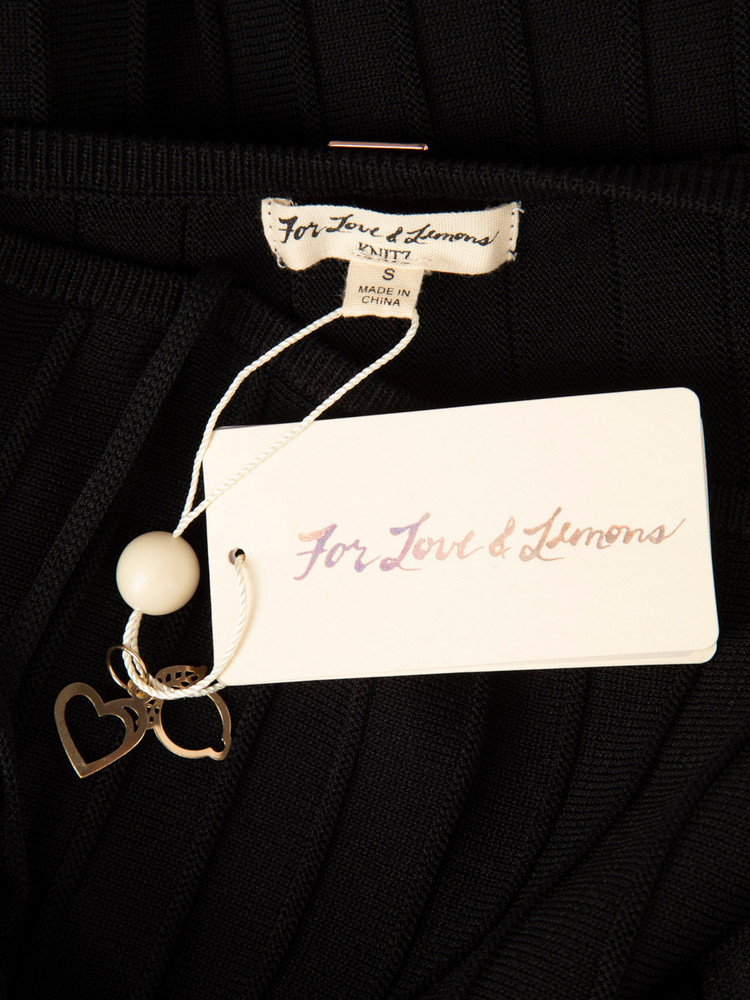 For Love & Lemons
KNITZ
S
MADE IN
CHINA
For Love & Lemons